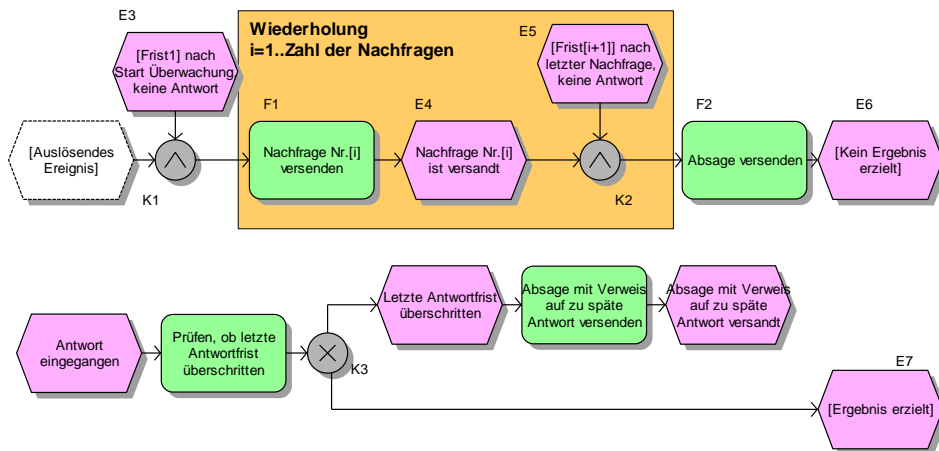 E3
[Frist1] nach
Start Überwachung,
keine Antwort
Wiederholung
i=1..Zahl der Nachfragen
E5
[Frist[i+1]] nach
letzter Nachfrage,
keine Antwort
F1
E4
F2
E6
[Auslösendes
Ereignis]
K1
Nachfrage Nr.[i]
versenden
Nachfrage Nr.[i]
ist versandt
K2
Absage versenden
[Kein Ergebnis
erzielt]
Antwort
eingegangen
Prüfen, ob letzte
Antwortfrist
überschritten
K3
Letzte Antwortfrist
überschritten
Absage mit Verweis
auf zu späte
Antwort versenden
Absage mit Verweis
auf zu späte
Antwort versandt
E7
[Ergebnis erzielt]